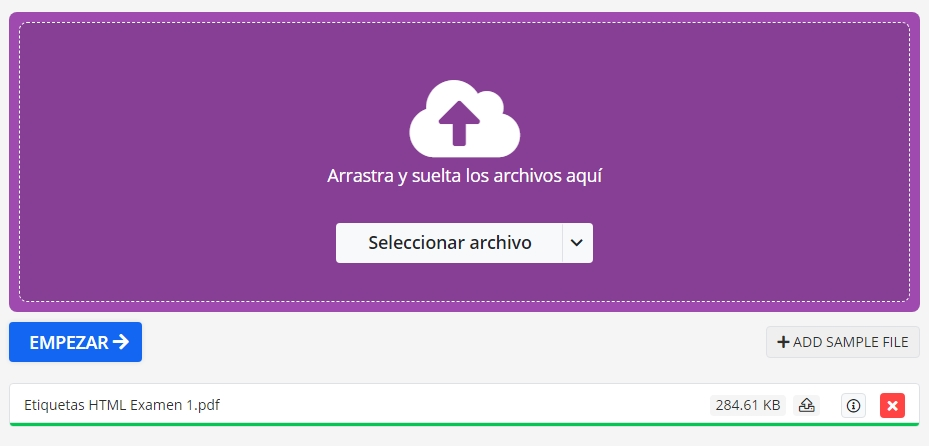 Arrastra y suelta los archivos aquí
Seleccionar archivo
EMPEZAR
ADD SAMPLE FILE
Etiquetas HTML Examen 1.pdf
284.61 KB